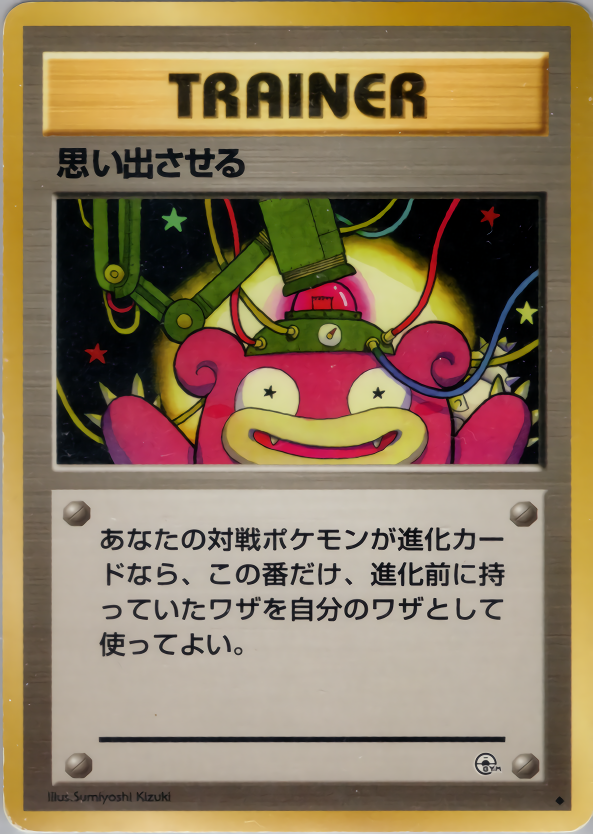 TRAINER
思い出させる
あなたの対戦ポケモンが進化カー
ドなら、この番だけ、進化前に持
っていたワザを自分のワザとして
使ってよい。
GYM
Illus.Sumiyoshi Kizuki